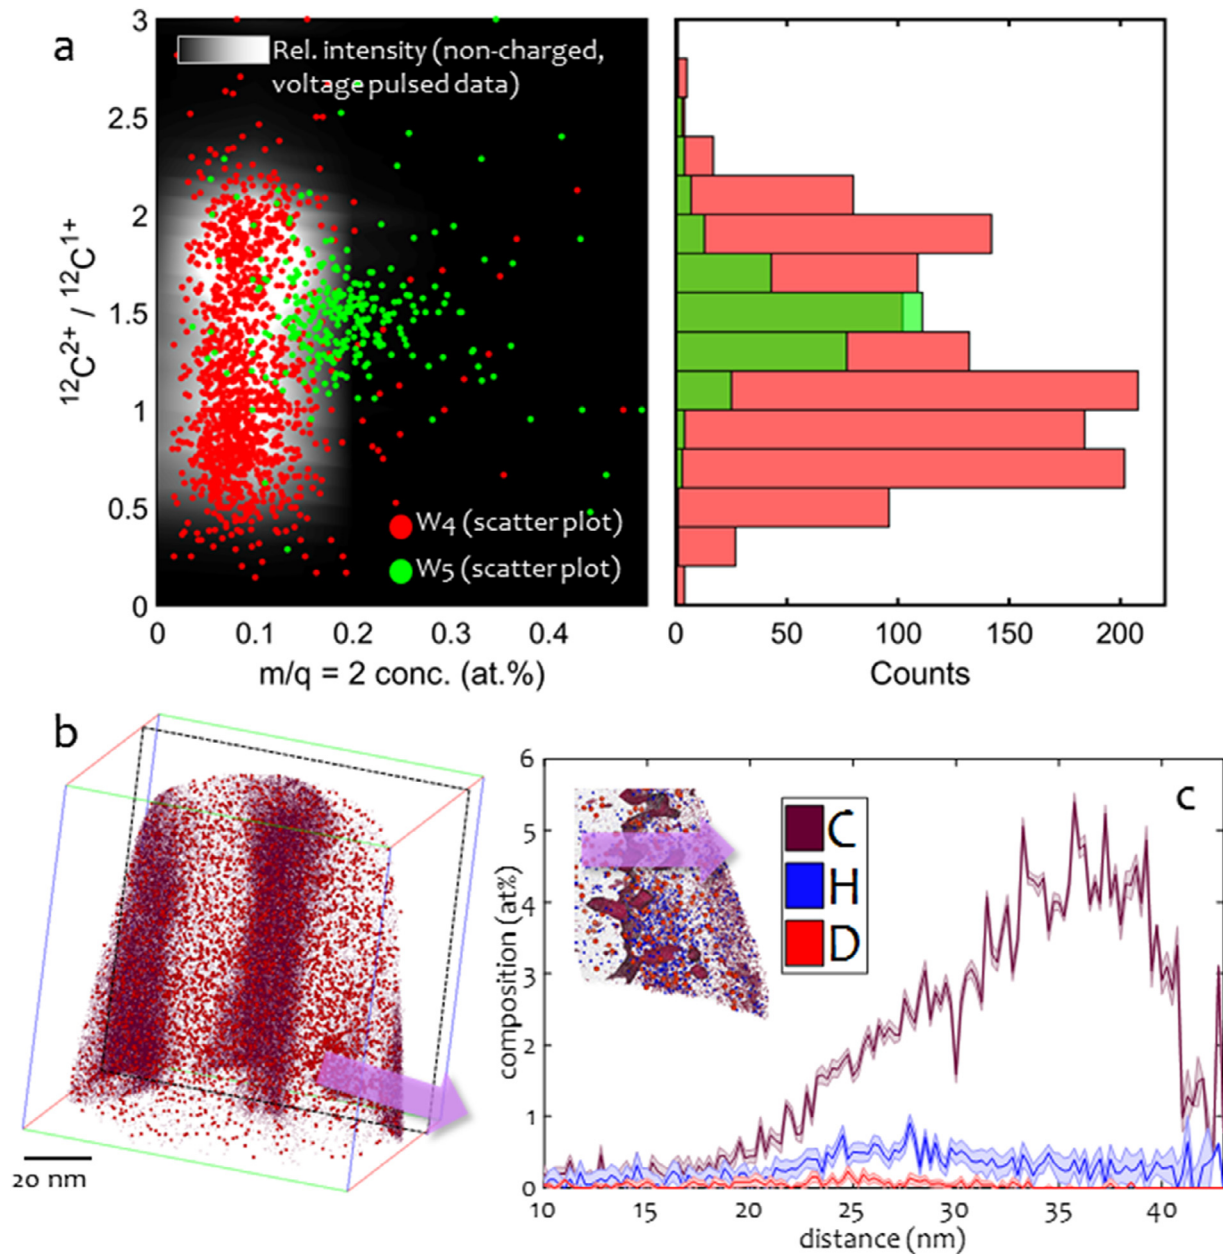 a
Rel. intensity (non-charged,
voltage pulsed data)
3
2.5
2
1.5
1
0.5
0
¹²C²⁺ / ¹²C¹⁺
W4 (scatter plot)
W5 (scatter plot)
0 0.1 0.2 0.3 0.4
m/q = 2 conc. (at.%)
0 50 100 150 200
Counts
b
20 nm
c
6
5
4
3
2
1
0
composition (at%)
C
H
D
10 15 20 25 30 35 40
distance (nm)